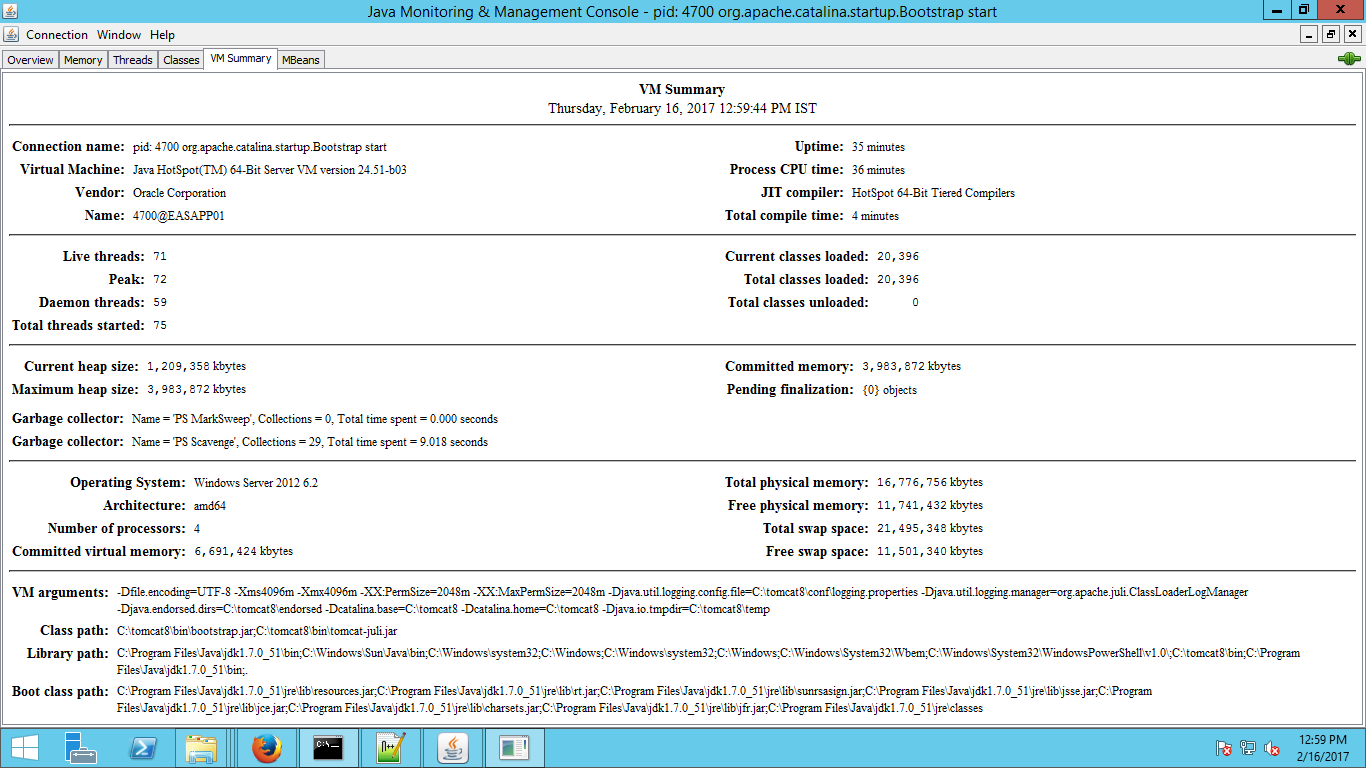 Java Monitoring & Management Console - pid: 4700 org.apache.catalina.startup.Bootstrap start
Connection Window Help
Overview Memory Threads Classes VM Summary MBeans
VM Summary
Thursday, February 16, 2017 12:59:44 PM IST
Connection name: pid: 4700 org.apache.catalina.startup.Bootstrap start
Uptime: 35 minutes
Virtual Machine: Java HotSpot(TM) 64-Bit Server VM version 24.51-b03
Process CPU time: 36 minutes
Vendor: Oracle Corporation
JIT compiler: HotSpot 64-Bit Tiered Compilers
Name: 4700@EASAPP01
Total compile time: 4 minutes
Live threads: 71
Current classes loaded: 20,396
Peak: 72
Total classes loaded: 20,396
Daemon threads: 59
Total classes unloaded: 0
Total threads started: 75
Current heap size: 1,209,358 kbytes
Committed memory: 3,983,872 kbytes
Maximum heap size: 3,983,872 kbytes
Pending finalization: {0} objects
Garbage collector: Name = 'PS MarkSweep', Collections = 0, Total time spent = 0.000 seconds
Garbage collector: Name = 'PS Scavenge', Collections = 29, Total time spent = 9.018 seconds
Operating System: Windows Server 2012 6.2
Total physical memory: 16,776,756 kbytes
Architecture: amd64
Free physical memory: 11,741,432 kbytes
Number of processors: 4
Total swap space: 21,495,348 kbytes
Committed virtual memory: 6,691,424 kbytes
Free swap space: 11,501,340 kbytes
VM arguments: -Dfile.encoding=UTF-8 -Xms4096m -Xmx4096m -XX:PermSize=2048m -XX:MaxPermSize=2048m -Djava.util.logging.config.file=C:\tomcat8\conf\logging.properties -Djava.util.logging.manager=org.apache.juli.ClassLoaderLogManager
-Djava.endorsed.dirs=C:\tomcat8\endorsed -Dcatalina.base=C:\tomcat8 -Dcatalina.home=C:\tomcat8 -Djava.io.tmpdir=C:\tomcat8\temp
Class path: C:\tomcat8\bin\bootstrap.jar;C:\tomcat8\bin\tomcat-juli.jar
Library path: C:\Program Files\Java\jdk1.7.0_51\bin;C:\Windows\Sun\Java\bin;C:\Windows\system32;C:\Windows;C:\Windows\system32;C:\Windows;C:\Windows\System32\Wbem;C:\Windows\System32\WindowsPowerShell\v1.0\;C:\tomcat8\bin;C:\Program
Files\Java\jdk1.7.0_51\bin;.
Boot class path: C:\Program Files\Java\jdk1.7.0_51\jre\lib\resources.jar;C:\Program Files\Java\jdk1.7.0_51\jre\lib\rt.jar;C:\Program Files\Java\jdk1.7.0_51\jre\lib\sunrsasign.jar;C:\Program Files\Java\jdk1.7.0_51\jre\lib\jsse.jar;C:\Program
Files\Java\jdk1.7.0_51\jre\lib\jce.jar;C:\Program Files\Java\jdk1.7.0_51\jre\lib\charsets.jar;C:\Program Files\Java\jdk1.7.0_51\jre\lib\jfr.jar;C:\Program Files\Java\jdk1.7.0_51\jre\classes
12:59 PM
2/16/2017